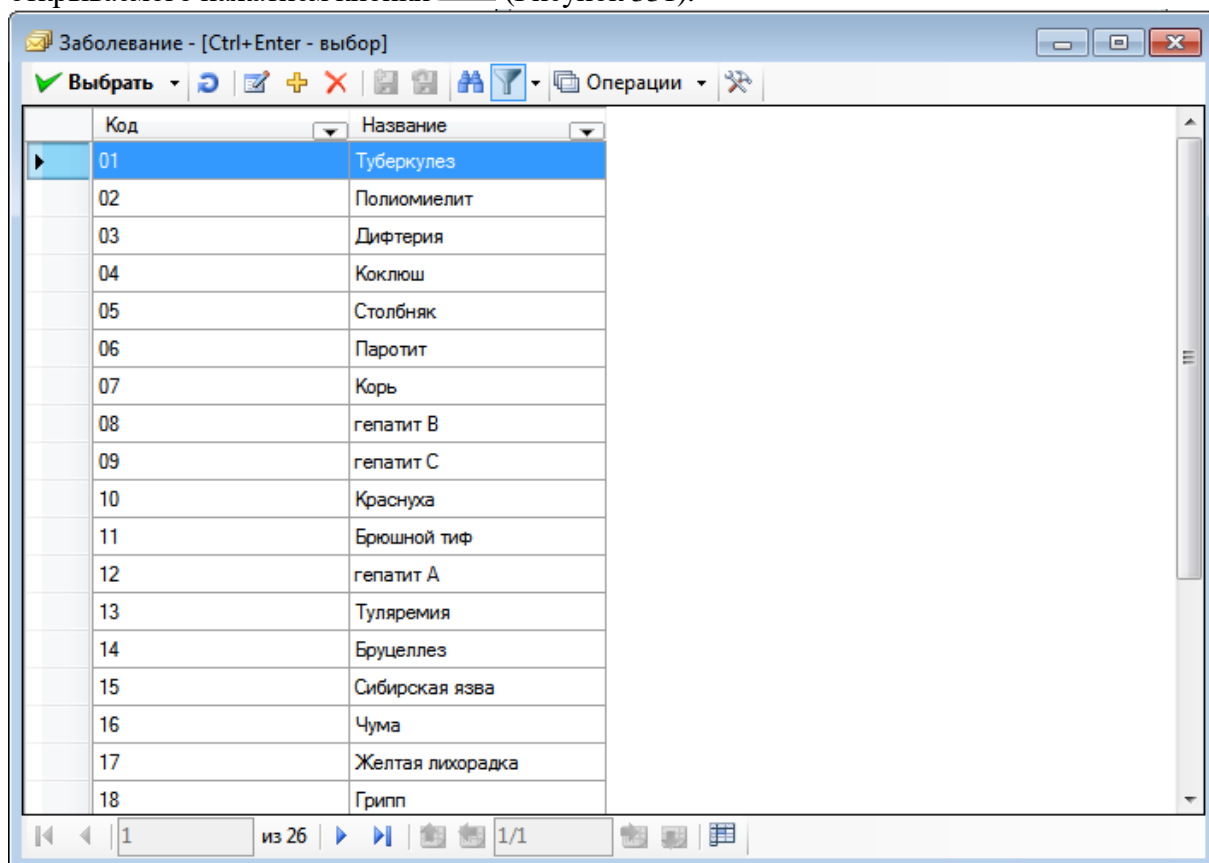 (Рисунок 331).
Заболевание - [Ctrl+Enter - выбор]
Выбрать Операции
Код Название
01 Туберкулез
02 Полиомиелит
03 Дифтерия
04 Коклюш
05 Столбняк
06 Паротит
07 Корь
08 гепатит В
09 гепатит С
10 Краснуха
11 Брюшной тиф
12 гепатит А
13 Туляремия
14 Бруцеллез
15 Сибирская язва
16 Чума
17 Желтая лихорадка
18 Грипп
1 из 26 1/1